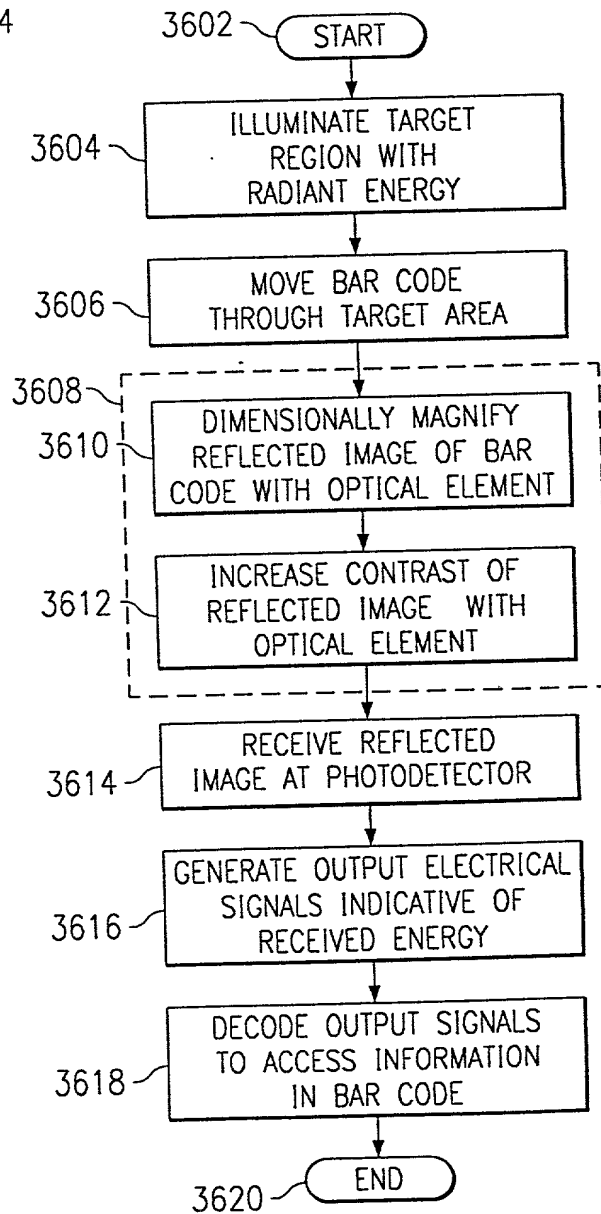 4
3602 START
3604 ILLUMINATE TARGET
REGION WITH
RADIANT ENERGY
3606 MOVE BAR CODE
THROUGH TARGET AREA
3608
3610 DIMENSIONALLY MAGNIFY
REFLECTED IMAGE OF BAR
CODE WITH OPTICAL ELEMENT
3612 INCREASE CONTRAST OF
REFLECTED IMAGE WITH
OPTICAL ELEMENT
3614 RECEIVE REFLECTED
IMAGE AT PHOTODETECTOR
3616 GENERATE OUTPUT ELECTRICAL
SIGNALS INDICATIVE OF
RECEIVED ENERGY
3618 DECODE OUTPUT SIGNALS
TO ACCESS INFORMATION
IN BAR CODE
3620 END